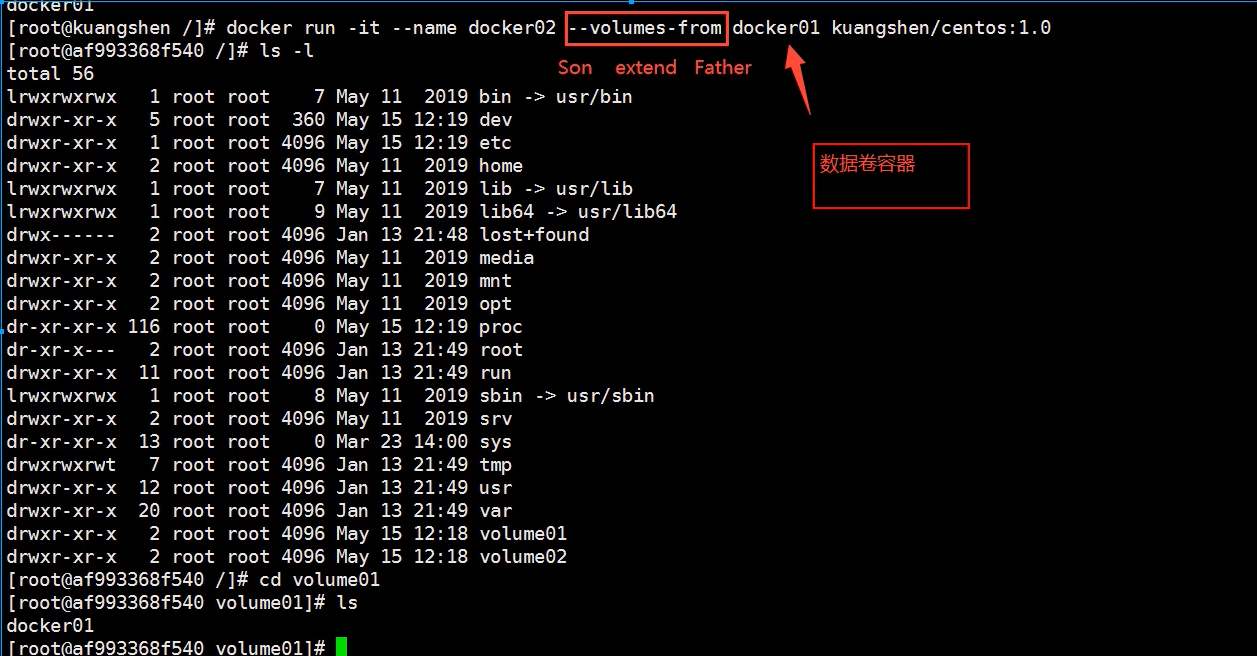 docker01
[root@kuangshen /]# docker run -it --name docker02 --volumes-from docker01 kuangshen/centos:1.0
[root@af993368f540 /]# ls -l
total 56
Son extend Father
lrwxrwxrwx   1 root root    7 May 11  2019 bin -> usr/bin
drwxr-xr-x   5 root root  360 May 15 12:19 dev
drwxr-xr-x   1 root root 4096 May 15 12:19 etc
drwxr-xr-x   2 root root 4096 May 11  2019 home
数据卷容器
lrwxrwxrwx   1 root root    7 May 11  2019 lib -> usr/lib
lrwxrwxrwx   1 root root    9 May 11  2019 lib64 -> usr/lib64
drwx------   2 root root 4096 Jan 13 21:48 lost+found
drwxr-xr-x   2 root root 4096 May 11  2019 media
drwxr-xr-x   2 root root 4096 May 11  2019 mnt
drwxr-xr-x   2 root root 4096 May 11  2019 opt
dr-xr-xr-x 116 root root    0 May 15 12:19 proc
dr-xr-x---   2 root root 4096 Jan 13 21:49 root
drwxr-xr-x  11 root root 4096 Jan 13 21:49 run
lrwxrwxrwx   1 root root    8 May 11  2019 sbin -> usr/sbin
drwxr-xr-x   2 root root 4096 May 11  2019 srv
dr-xr-xr-x  13 root root    0 Mar 23 14:00 sys
drwxrwxrwt   7 root root 4096 Jan 13 21:49 tmp
drwxr-xr-x  12 root root 4096 Jan 13 21:49 usr
drwxr-xr-x  20 root root 4096 Jan 13 21:49 var
drwxr-xr-x   2 root root 4096 May 15 12:18 volume01
drwxr-xr-x   2 root root 4096 May 15 12:18 volume02
[root@af993368f540 /]# cd volume01
[root@af993368f540 volume01]# ls
docker01
[root@af993368f540 volume01]#